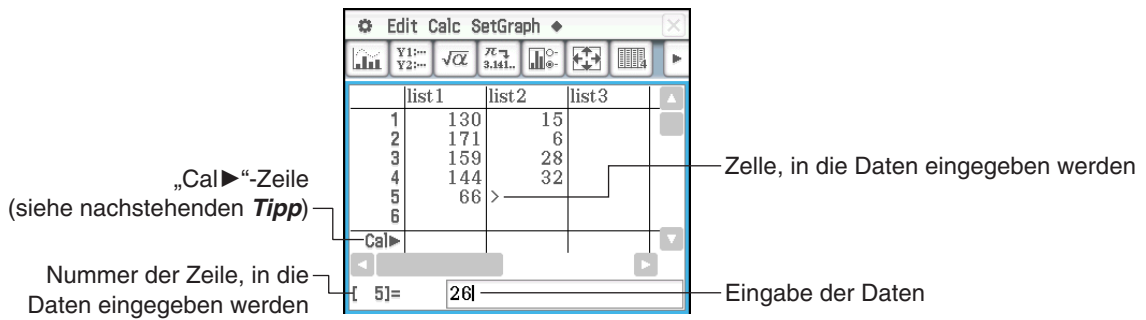 Edit Calc SetGraph ◆
Y1:···
Y2:···
√α
π
3.141..
4
list1 list2 list3
1 130 15
2 171 6
3 159 28
4 144 32
5 66 >
6
Cal▶
[ 5]= 26
„Cal▶“-Zeile
(siehe nachstehenden Tipp)
Nummer der Zeile, in die
Daten eingegeben werden
Zelle, in die Daten eingegeben werden
Eingabe der Daten